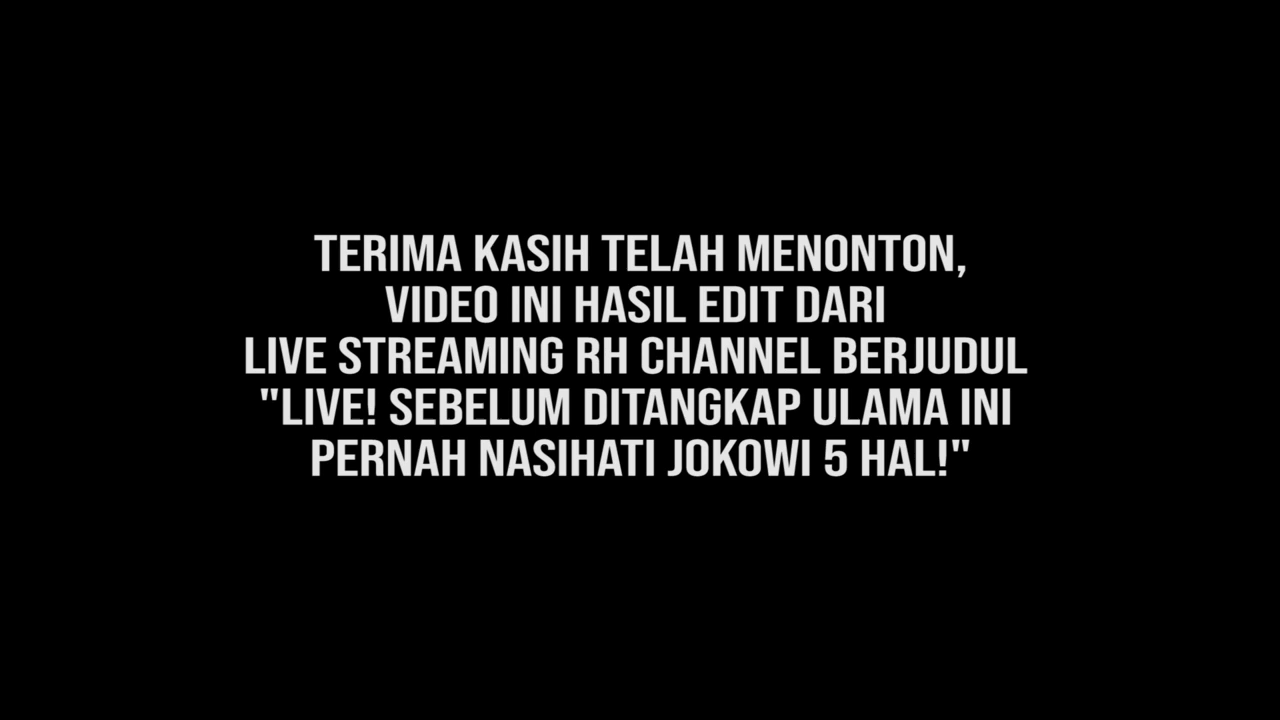 TERIMA KASIH TELAH MENONTON,
VIDEO INI HASIL EDIT DARI
LIVE STREAMING RH CHANNEL BERJUDUL
"LIVE! SEBELUM DITANGKAP ULAMA INI
PERNAH NASIHATI JOKOWI 5 HAL!"